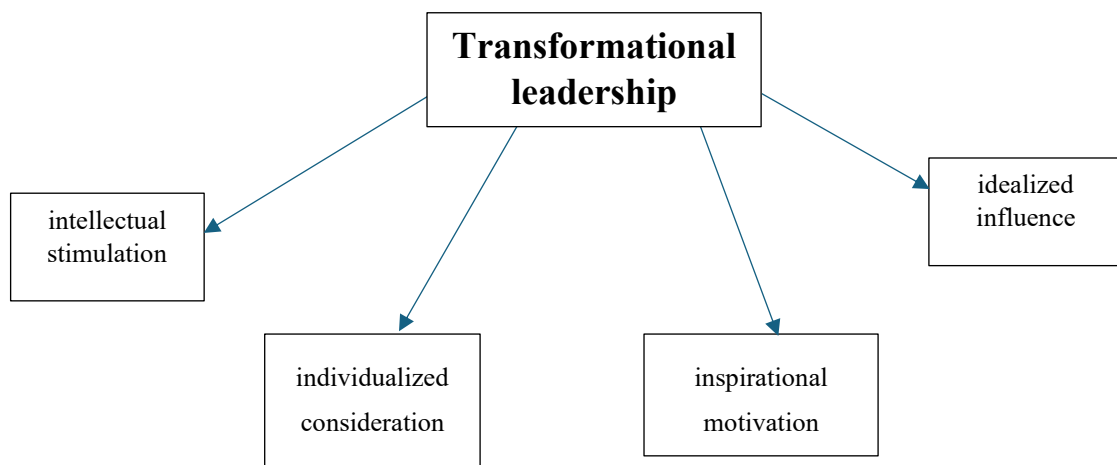 Transformational
leadership
intellectual
stimulation
individualized
consideration
inspirational
motivation
idealized
influence